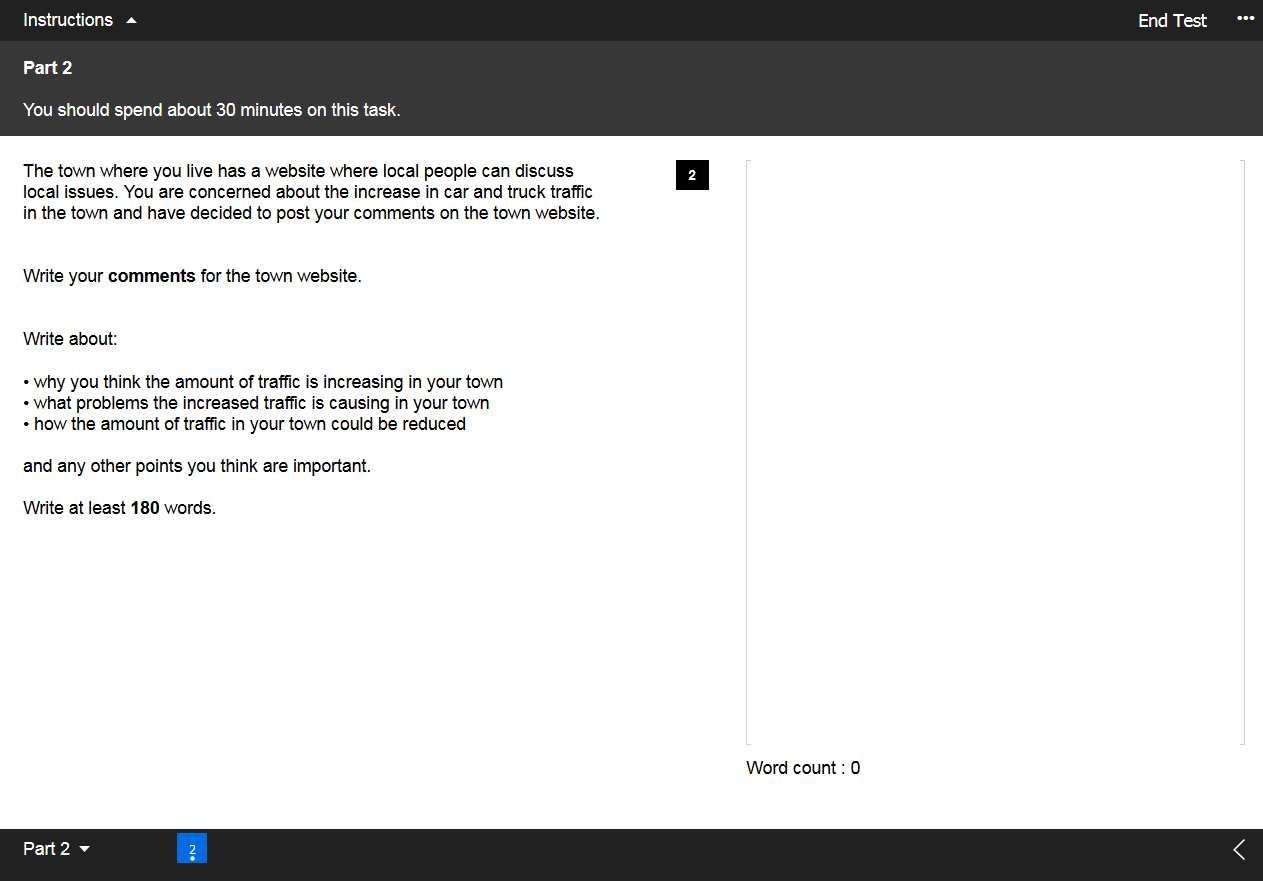 Instructions
End Test
Part 2
You should spend about 30 minutes on this task.
The town where you live has a website where local people can discuss
local issues. You are concerned about the increase in car and truck traffic
in the town and have decided to post your comments on the town website.
Write your comments for the town website.
Write about:
• why you think the amount of traffic is increasing in your town
• what problems the increased traffic is causing in your town
• how the amount of traffic in your town could be reduced
and any other points you think are important.
Write at least 180 words.
2
Word count : 0
Part 2
2